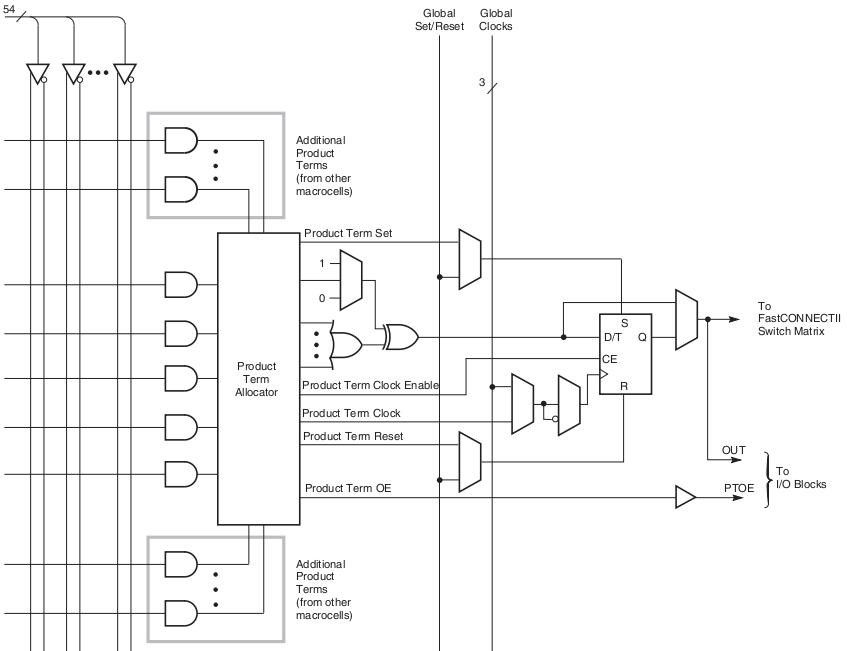 54
Global
Set/Reset
Global
Clocks
3
Additional
Product
Terms
(from other
macrocells)
Product Term Set
1
0
Product
Term
Allocator
S
D/T Q
CE
R
To
FastCONNECTII
Switch Matrix
Product Term Clock Enable
Product Term Clock
Product Term Reset
Product Term OE
OUT
PTOE
To
I/O Blocks
Additional
Product
Terms
(from other
macrocells)